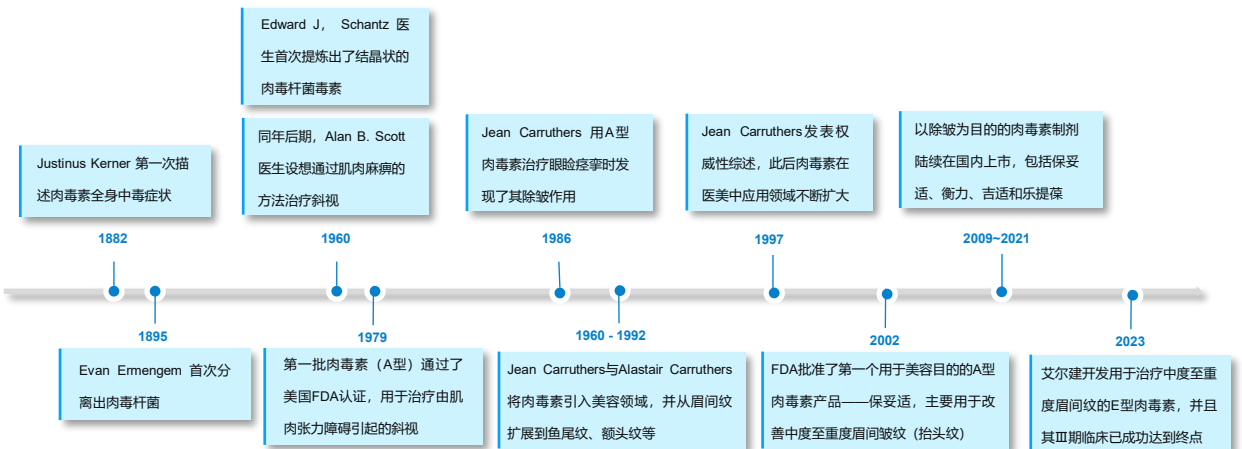 Edward J， Schantz 医
生首次提炼出了结晶状的
肉毒杆菌毒素
同年后期，Alan B. Scott
医生设想通过肌肉麻痹的
方法治疗斜视
Justinus Kerner 第一次描
述肉毒素全身中毒症状
Jean Carruthers 用A型
肉毒素治疗眼睑痉挛时发
现了其除皱作用
Jean Carruthers发表权
威性综述，此后肉毒素在
医美中应用领域不断扩大
以除皱为目的的肉毒素制剂
陆续在国内上市，包括保妥
适、衡力、吉适和乐提葆
1882
1960
1986
1997
2009~2021
1895
1979
1960 - 1992
2002
2023
Evan Ermengem 首次分
离出肉毒杆菌
第一批肉毒素（A型）通过了
美国FDA认证，用于治疗由肌
肉张力障碍引起的斜视
Jean Carruthers与Alastair Carruthers
将肉毒素引入美容领域，并从眉间纹
扩展到鱼尾纹、额头纹等
FDA批准了第一个用于美容目的的A型
肉毒素产品——保妥适，主要用于改
善中度至重度眉间皱纹（抬头纹）
艾尔建开发用于治疗中度至重
度眉间纹的E型肉毒素，并且
其Ⅲ期临床已成功达到终点